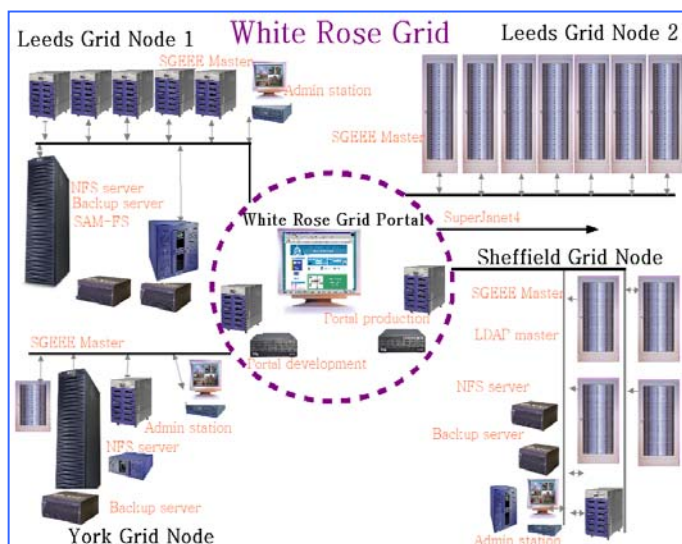 White Rose Grid
Leeds Grid Node 1
SGEEE Master
Admin station
NFS server
Backup server
SAM-FS
Leeds Grid Node 2
SGEEE Master
White Rose Grid Portal
SuperJanet4
Portal production
Portal development
Sheffield Grid Node
SGEEE Master
LDAP master
NFS server
Backup server
Admin station
SGEEE Master
Admin station
NFS server
Backup server
York Grid Node